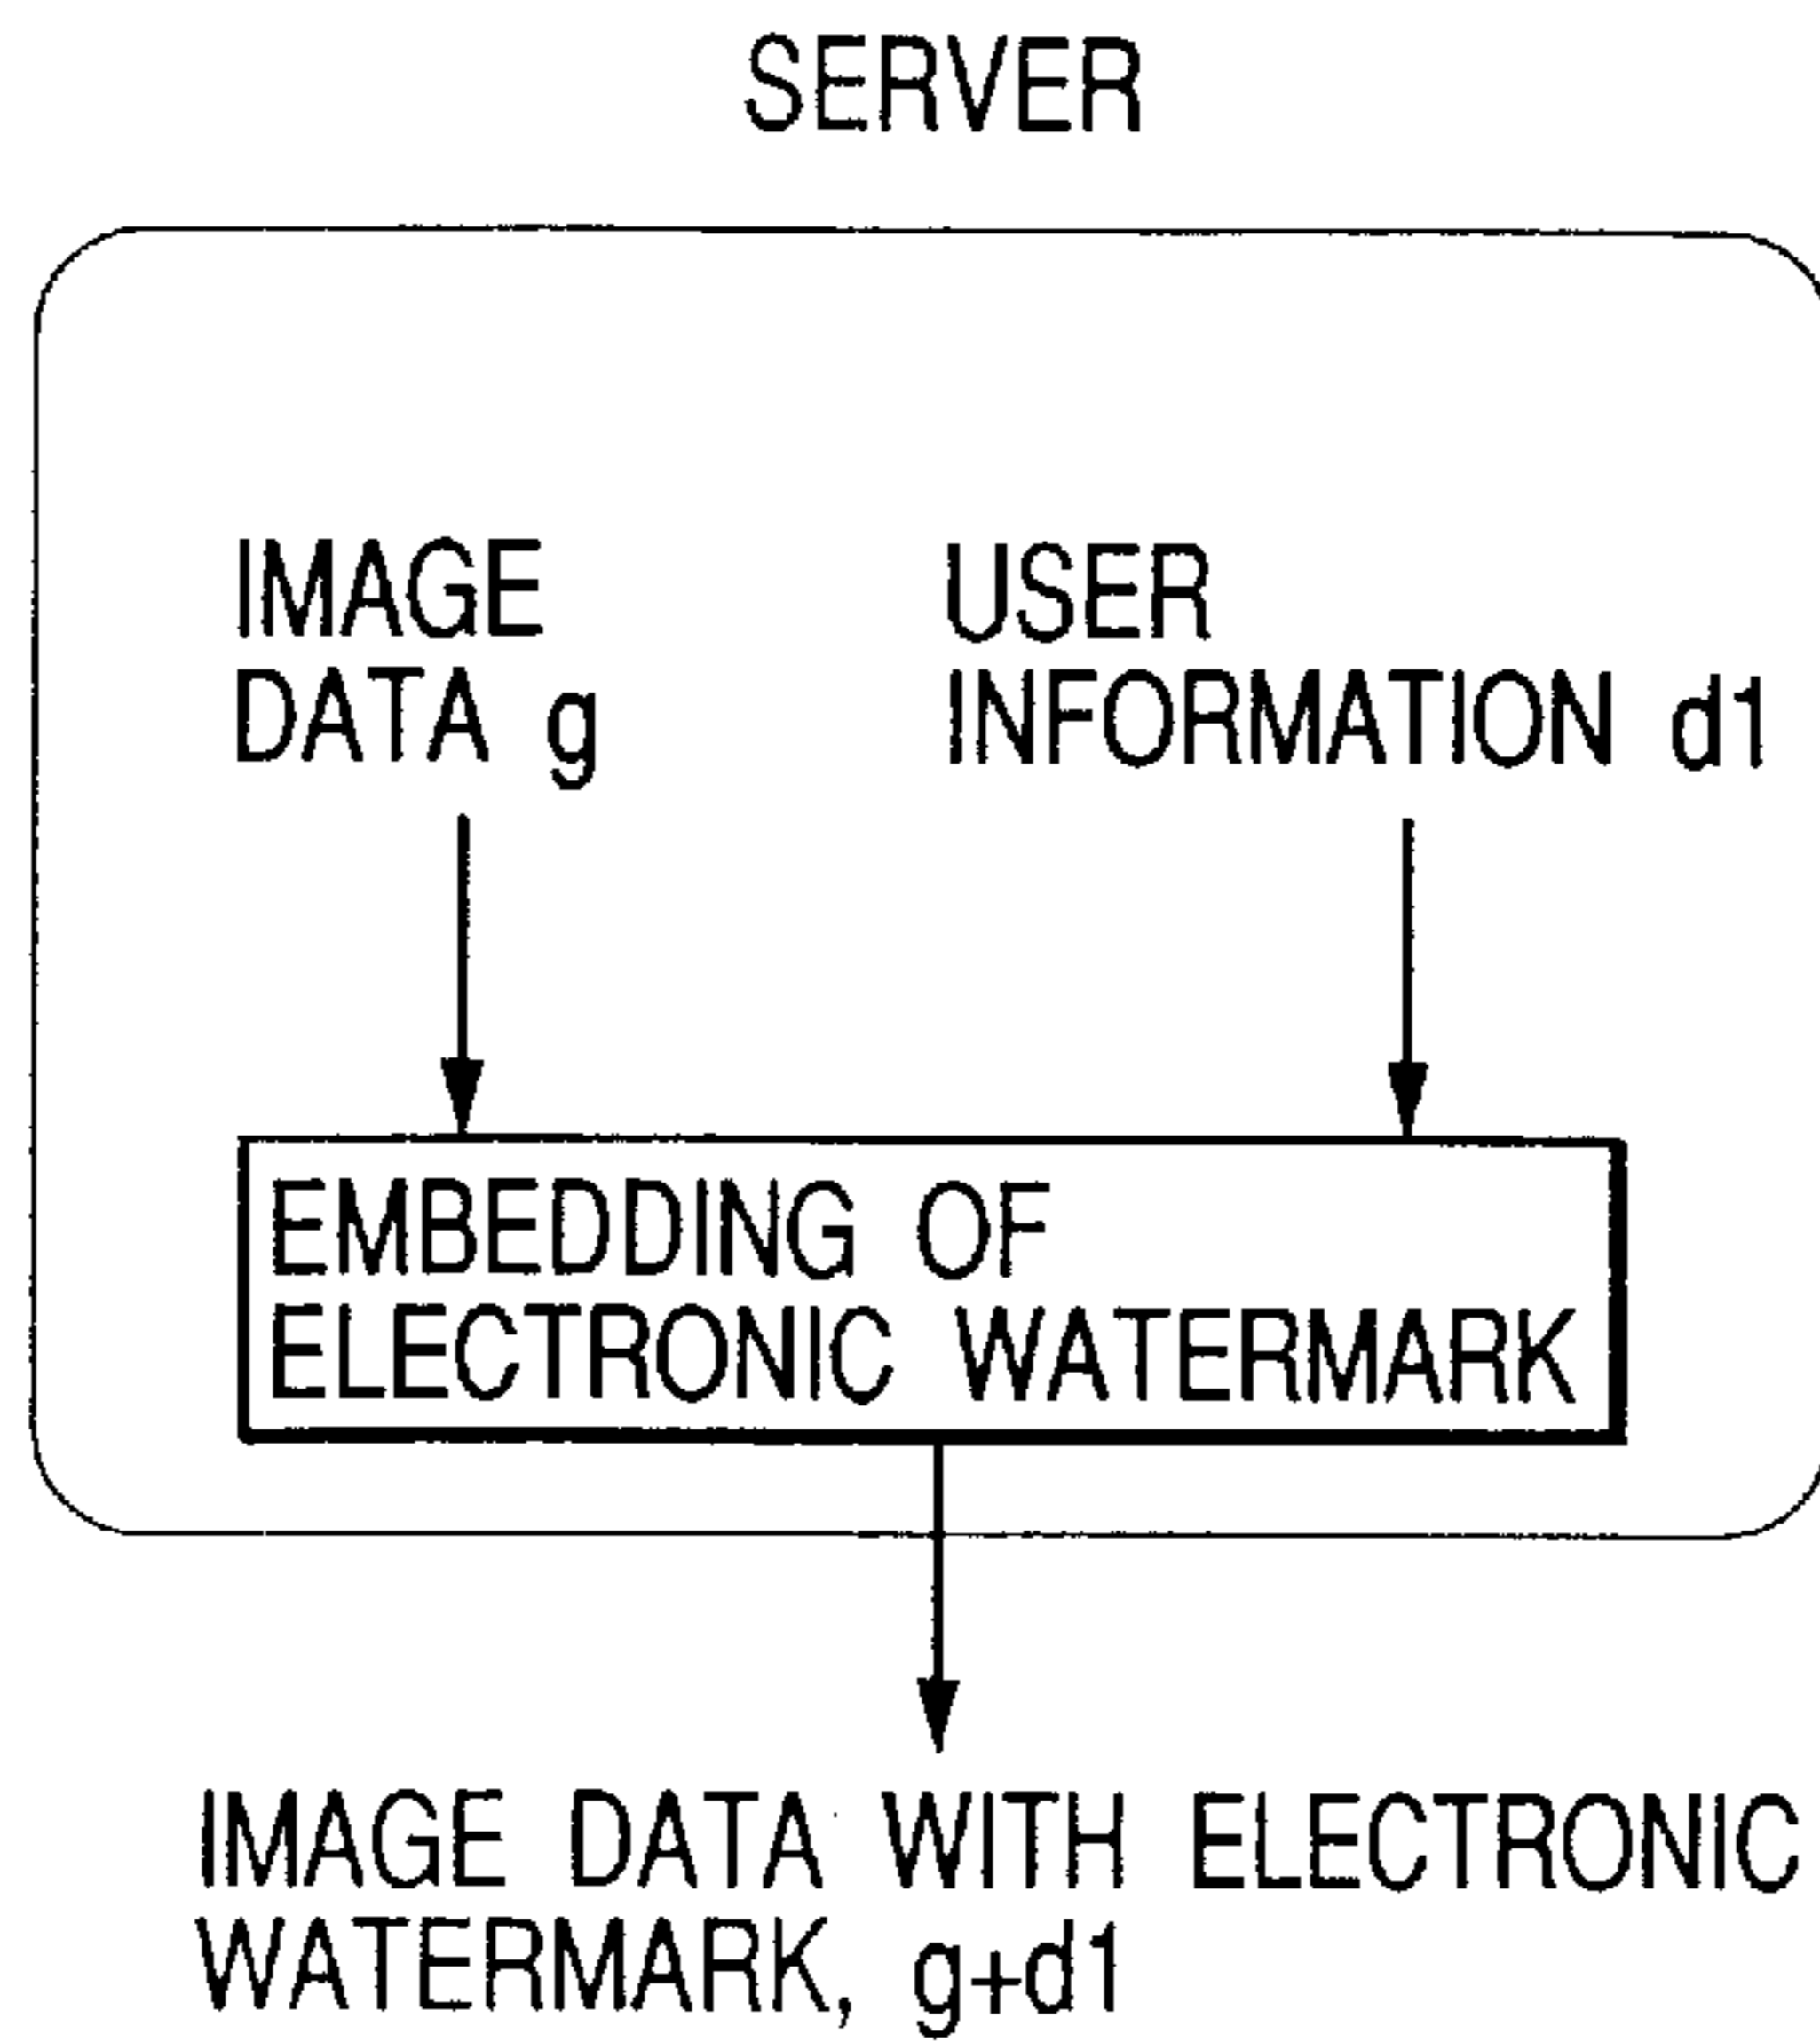 SERVER
IMAGE
DATA g
USER
INFORMATION d1
EMBEDDING OF
ELECTRONIC WATERMARK
IMAGE DATA WITH ELECTRONIC
WATERMARK, g+d1